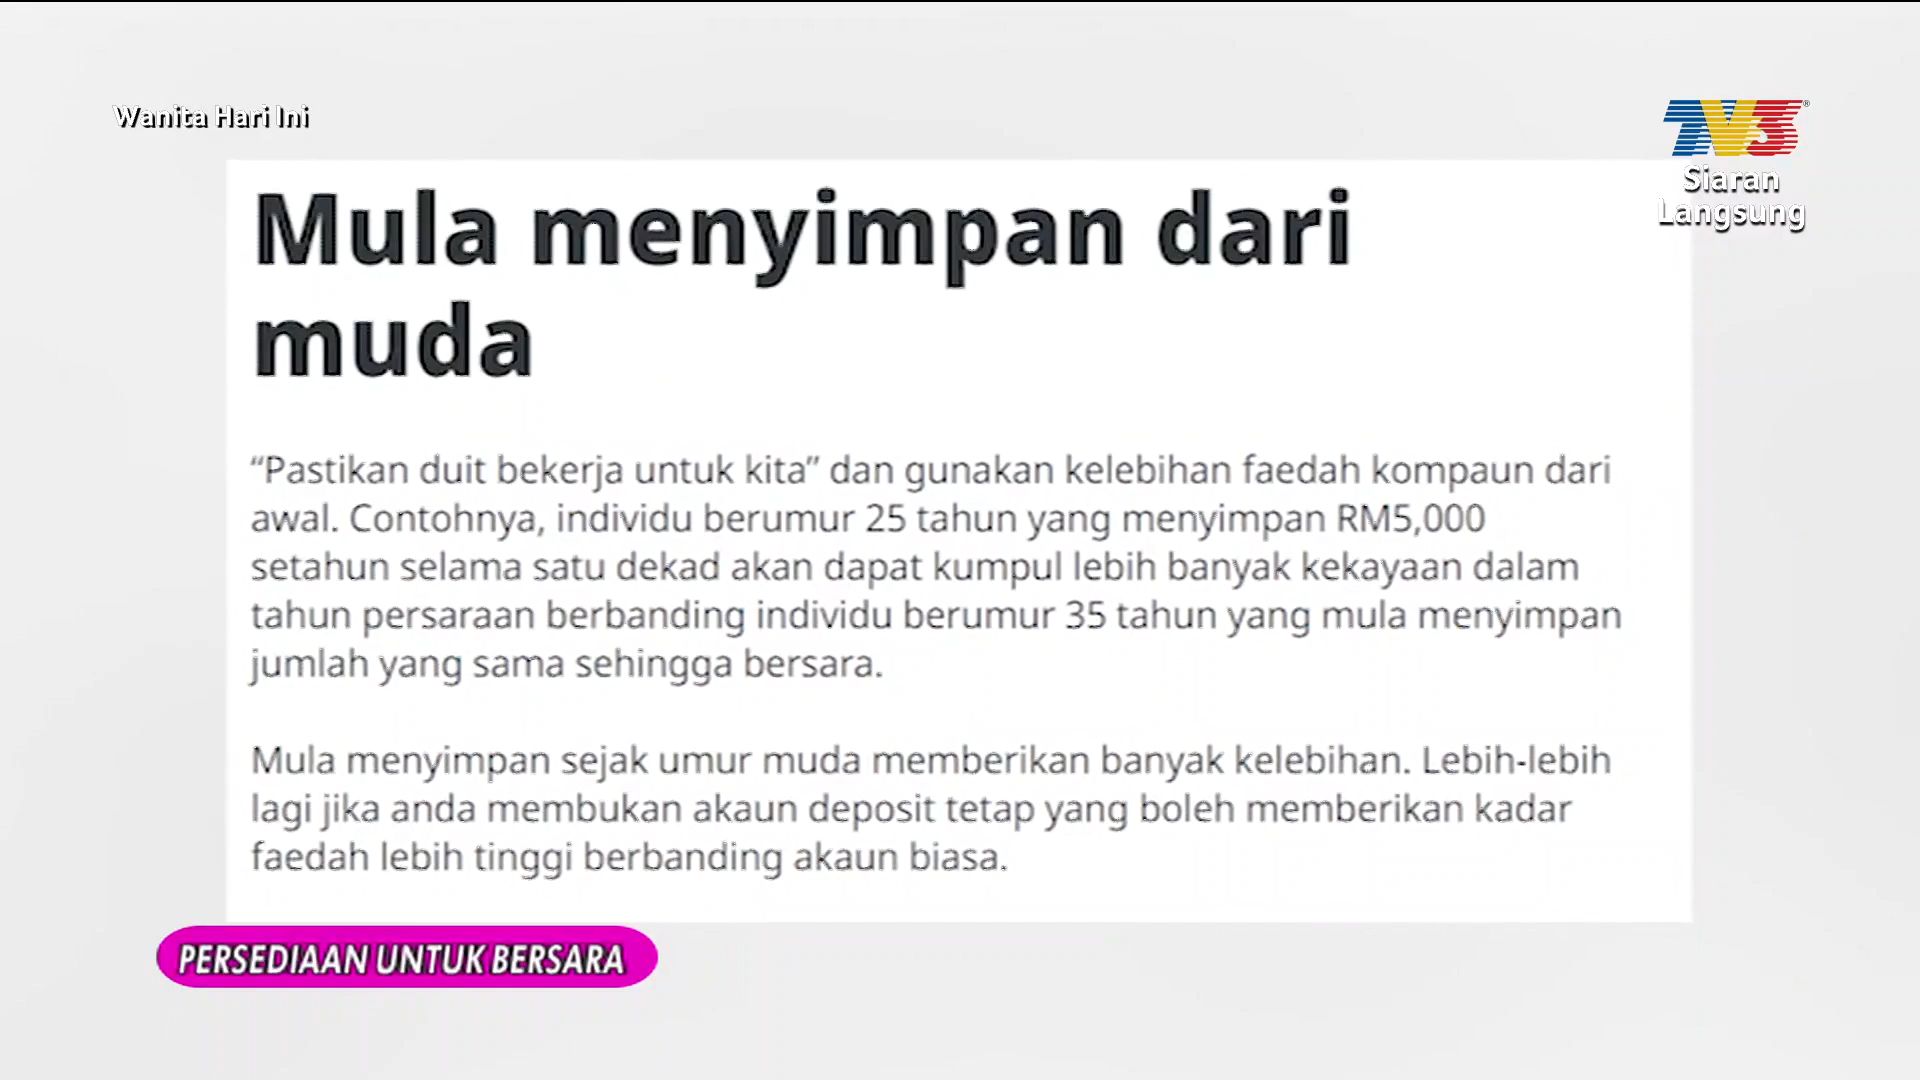 Wanita Hari Ini
TV3
Siaran
Langsung
Mula menyimpan dari
muda
“Pastikan duit bekerja untuk kita” dan gunakan kelebihan faedah kompaun dari
awal. Contohnya, individu berumur 25 tahun yang menyimpan RM5,000
setahun selama satu dekad akan dapat kumpul lebih banyak kekayaan dalam
tahun persaraan berbanding individu berumur 35 tahun yang mula menyimpan
jumlah yang sama sehingga bersara.
Mula menyimpan sejak umur muda memberikan banyak kelebihan. Lebih-lebih
lagi jika anda membukan akaun deposit tetap yang boleh memberikan kadar
faedah lebih tinggi berbanding akaun biasa.
PERSEDIAAN UNTUK BERSARA